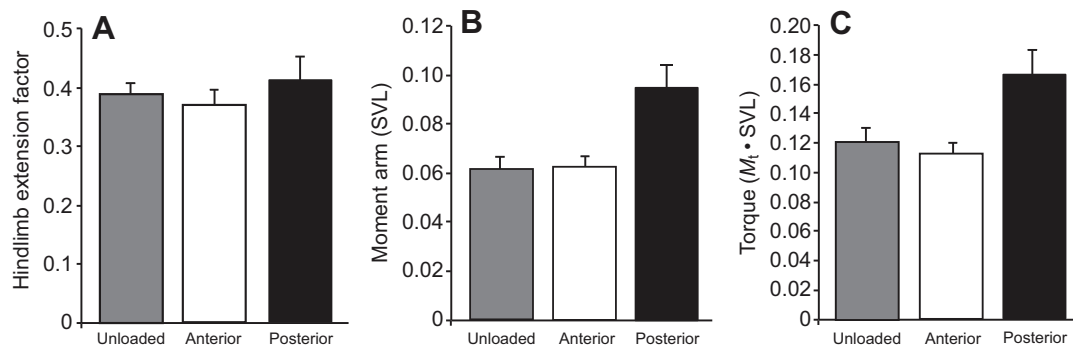 A
Hindlimb extension factor
0.5
0.4
0.3
0.2
0.1
0
Unloaded Anterior Posterior
B
Moment arm (SVL)
0.12
0.10
0.08
0.06
0.04
0.02
0
Unloaded Anterior Posterior
C
Torque (Mt • SVL)
0.20
0.18
0.16
0.14
0.12
0.10
0.08
0.06
0.04
0.02
0
Unloaded Anterior Posterior